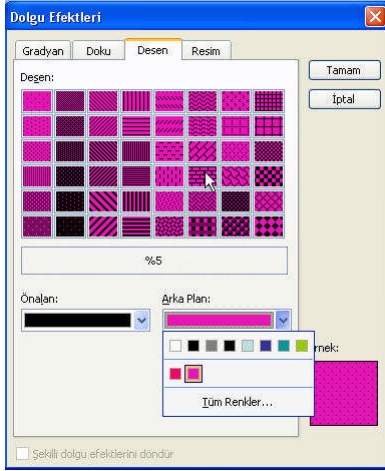 Dolgu Efektleri
Gradyan Doku Desen Resim
Tamam
İptal
Desen:
%5
Önalan:
Arka Plan:
rnek:
Tüm Renkler...
Şekilli dolgu efektlerini döndür